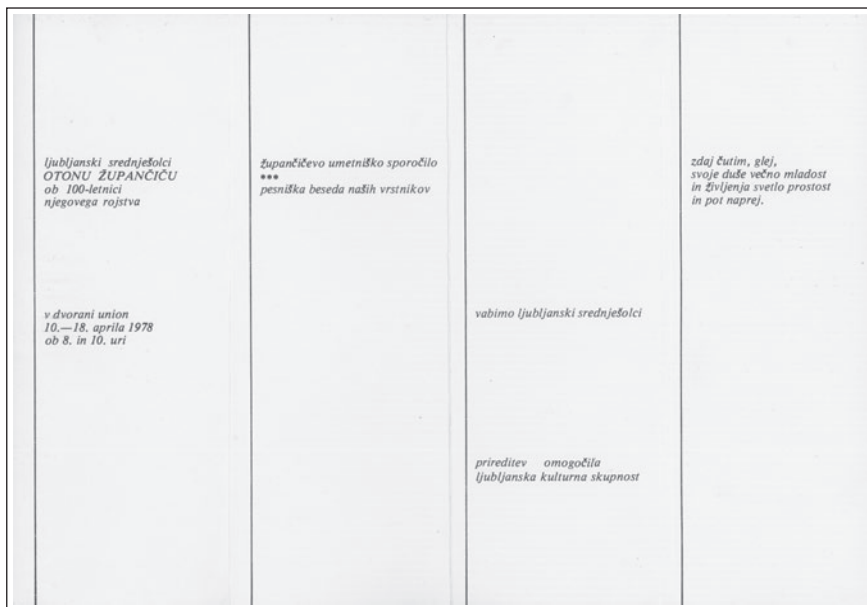 ljubljanski srednješolci
OTONU ŽUPANČIČU
ob 100-letnici
njegovega rojstva
v dvorani union
10.—18. aprila 1978
ob 8. in 10. uri
župančičevo umetniško sporočilo
•••
pesniška beseda naših vrstnikov
vabimo ljubljanski srednješolci
prireditev omogočila
ljubljanska kulturna skupnost
zdaj čutim, glej,
svoje duše večno mladost
in življenja svetlo prostost
in pot naprej.